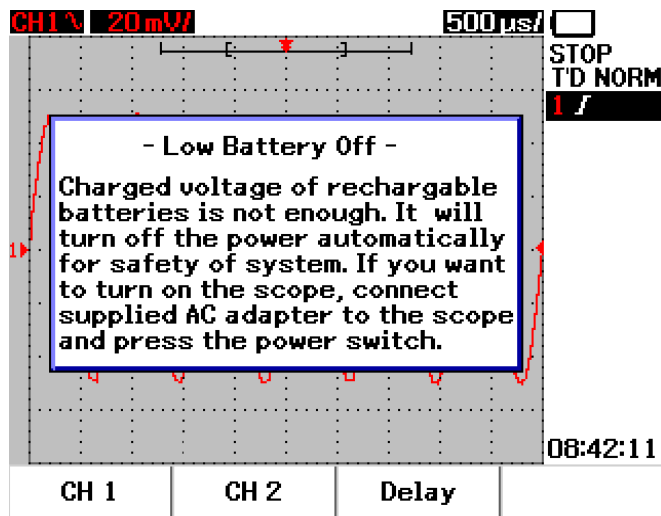 CH1 20 mV/ 500 µs/
STOP
T'D NORM
1
- Low Battery Off -
Charged voltage of rechargable
batteries is not enough. It will
turn off the power automatically
for safety of system. If you want
to turn on the scope, connect
supplied AC adapter to the scope
and press the power switch.
1
08:42:11
CH 1 CH 2 Delay